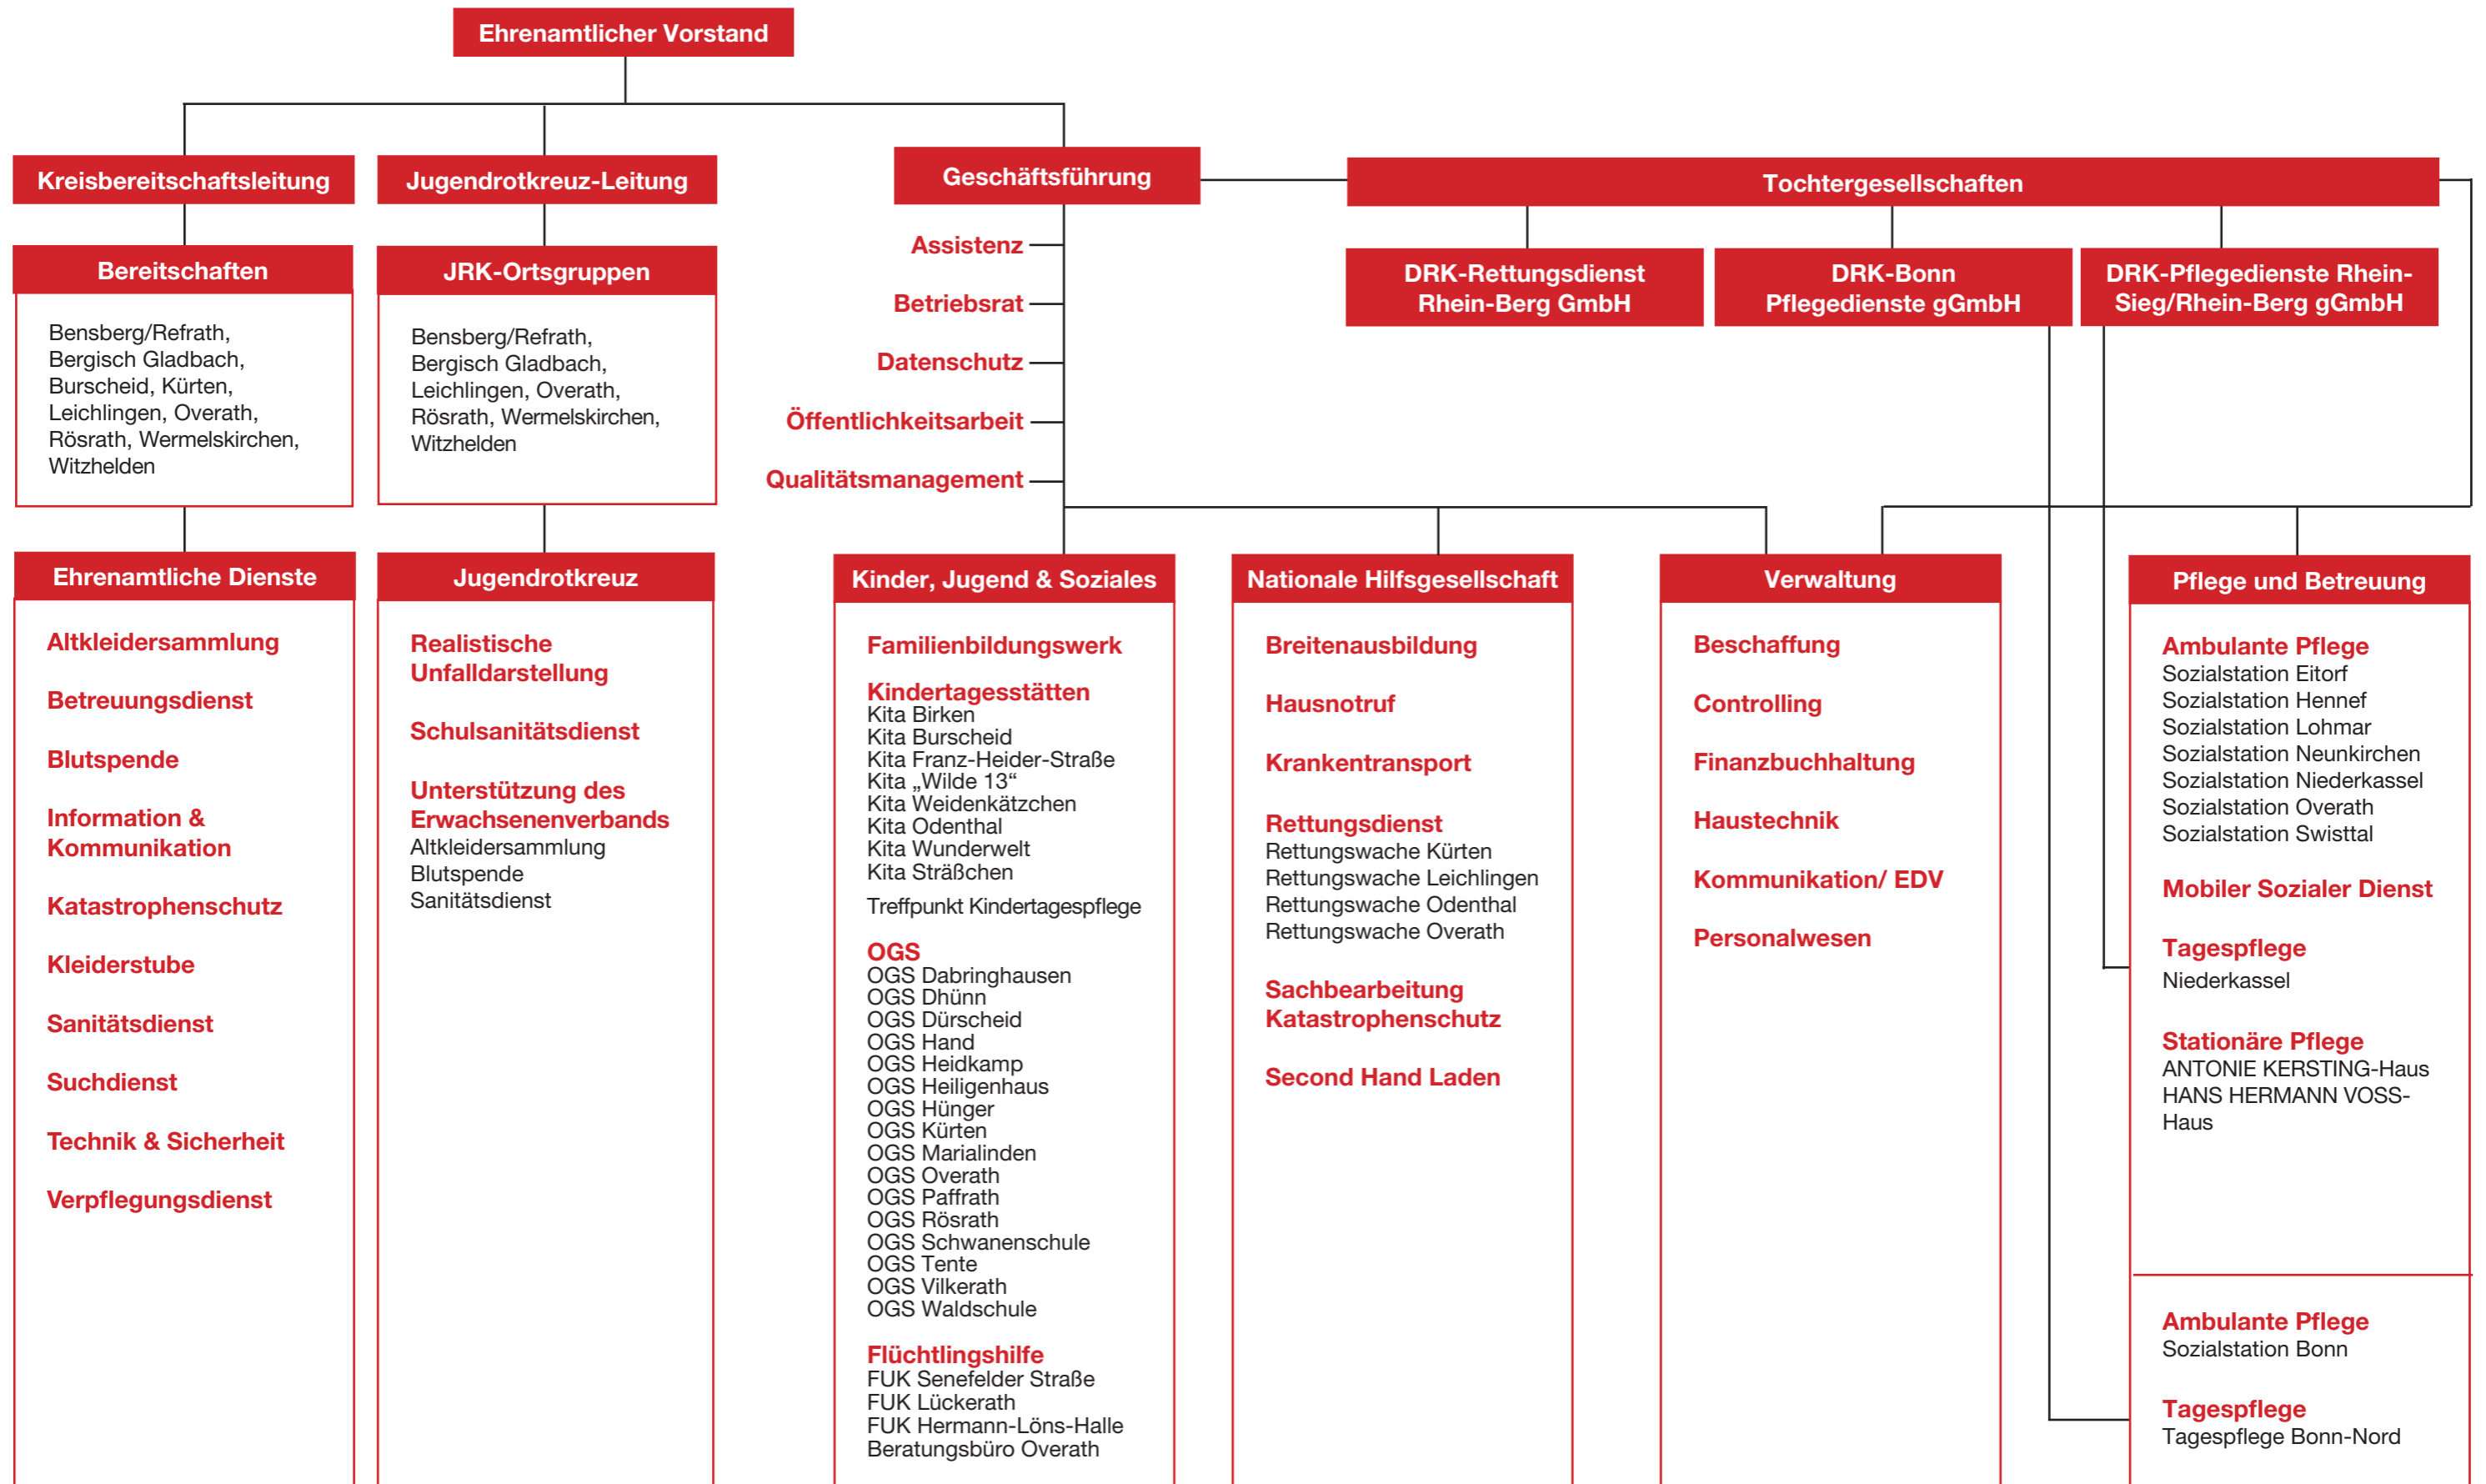 Ehrenamtlicher Vorstand
Kreisbereitschaftsleitung
Jugendrotkreuz-Leitung
Geschäftsführung
Tochtergesellschaften
Bereitschaften
Bensberg/Refrath,
Bergisch Gladbach,
Burscheid, Kürten,
Leichlingen, Overath,
Rösrath, Wermelskirchen,
Witzhelden
JRK-Ortsgruppen
Bensberg/Refrath,
Bergisch Gladbach,
Leichlingen, Overath,
Rösrath, Wermelskirchen,
Witzhelden
Assistenz
Betriebsrat
Datenschutz
Öffentlichkeitsarbeit
Qualitätsmanagement
DRK-Rettungsdienst
Rhein-Berg GmbH
DRK-Bonn
Pflegedienste gGmbH
DRK-Pflegedienste Rhein-
Sieg/Rhein-Berg gGmbH
Ehrenamtliche Dienste
Altkleidersammlung
Betreuungsdienst
Blutspende
Information &
Kommunikation
Katastrophenschutz
Kleiderstube
Sanitätsdienst
Suchdienst
Technik & Sicherheit
Verpflegungsdienst
Jugendrotkreuz
Realistische
Unfalldarstellung
Schulsanitätsdienst
Unterstützung des
Erwachsenenverbands
Altkleidersammlung
Blutspende
Sanitätsdienst
Kinder, Jugend & Soziales
Familienbildungswerk
Kindertagesstätten
Kita Birken
Kita Burscheid
Kita Franz-Heider-Straße
Kita „Wilde 13“
Kita Weidenkätzchen
Kita Odenthal
Kita Wunderwelt
Kita Sträßchen
Treffpunkt Kindertagespflege
OGS
OGS Dabringhausen
OGS Dhünn
OGS Dürscheid
OGS Hand
OGS Heidkamp
OGS Heiligenhaus
OGS Hünger
OGS Kürten
OGS Marialinden
OGS Overath
OGS Paffrath
OGS Rösrath
OGS Schwanenschule
OGS Tente
OGS Vilkerath
OGS Waldschule
Flüchtlingshilfe
FUK Senefelder Straße
FUK Lückerath
FUK Hermann-Löns-Halle
Beratungsbüro Overath
Nationale Hilfsgesellschaft
Breitenausbildung
Hausnotruf
Krankentransport
Rettungsdienst
Rettungswache Kürten
Rettungswache Leichlingen
Rettungswache Odenthal
Rettungswache Overath
Sachbearbeitung
Katastrophenschutz
Second Hand Laden
Verwaltung
Beschaffung
Controlling
Finanzbuchhaltung
Haustechnik
Kommunikation/ EDV
Personalwesen
Pflege und Betreuung
Ambulante Pflege
Sozialstation Eitorf
Sozialstation Hennef
Sozialstation Lohmar
Sozialstation Neunkirchen
Sozialstation Niederkassel
Sozialstation Overath
Sozialstation Swisttal
Mobiler Sozialer Dienst
Tagespflege
Niederkassel
Stationäre Pflege
ANTONIE KERSTING-Haus
HANS HERMANN VOSS-
Haus
Ambulante Pflege
Sozialstation Bonn
Tagespflege
Tagespflege Bonn-Nord